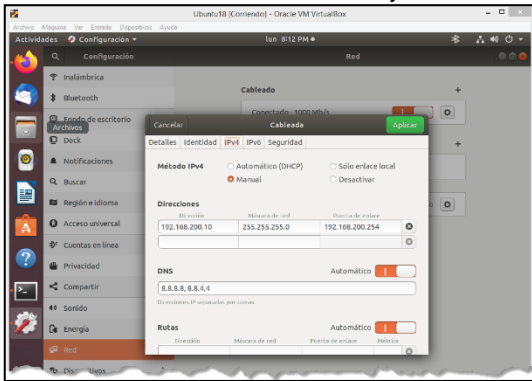 Ubuntu18 [Corriendo] - Oracle VM VirtualBox
Archivo Máquina Ver Entrada Dispositivos Ayuda
Actividades Configuración lun 8:12 PM
Configuración Red
Inalámbrica
Bluetooth
Fondo de escritorio
Archivos
Dock
Notificaciones
Buscar
Región e idioma
Acceso universal
Cuentas en línea
Privacidad
Compartir
Sonido
Energía
Red
Dispositivos
Cableado +
Conectado - 1000 Mb/s
+
Cancelar Cableada Aplicar
Detalles Identidad IPv4 IPv6 Seguridad
Método IPv4 Automático (DHCP) Sólo enlace local
Manual Desactivar
Direcciones
Dirección Máscara de red Puerta de enlace
192.168.200.10 255.255.255.0 192.168.200.254
DNS Automático
8.8.8.8, 8.8.4.4
Direcciones IP separadas por comas
Rutas Automático
Dirección Máscara de red Puerta de enlace Métrica